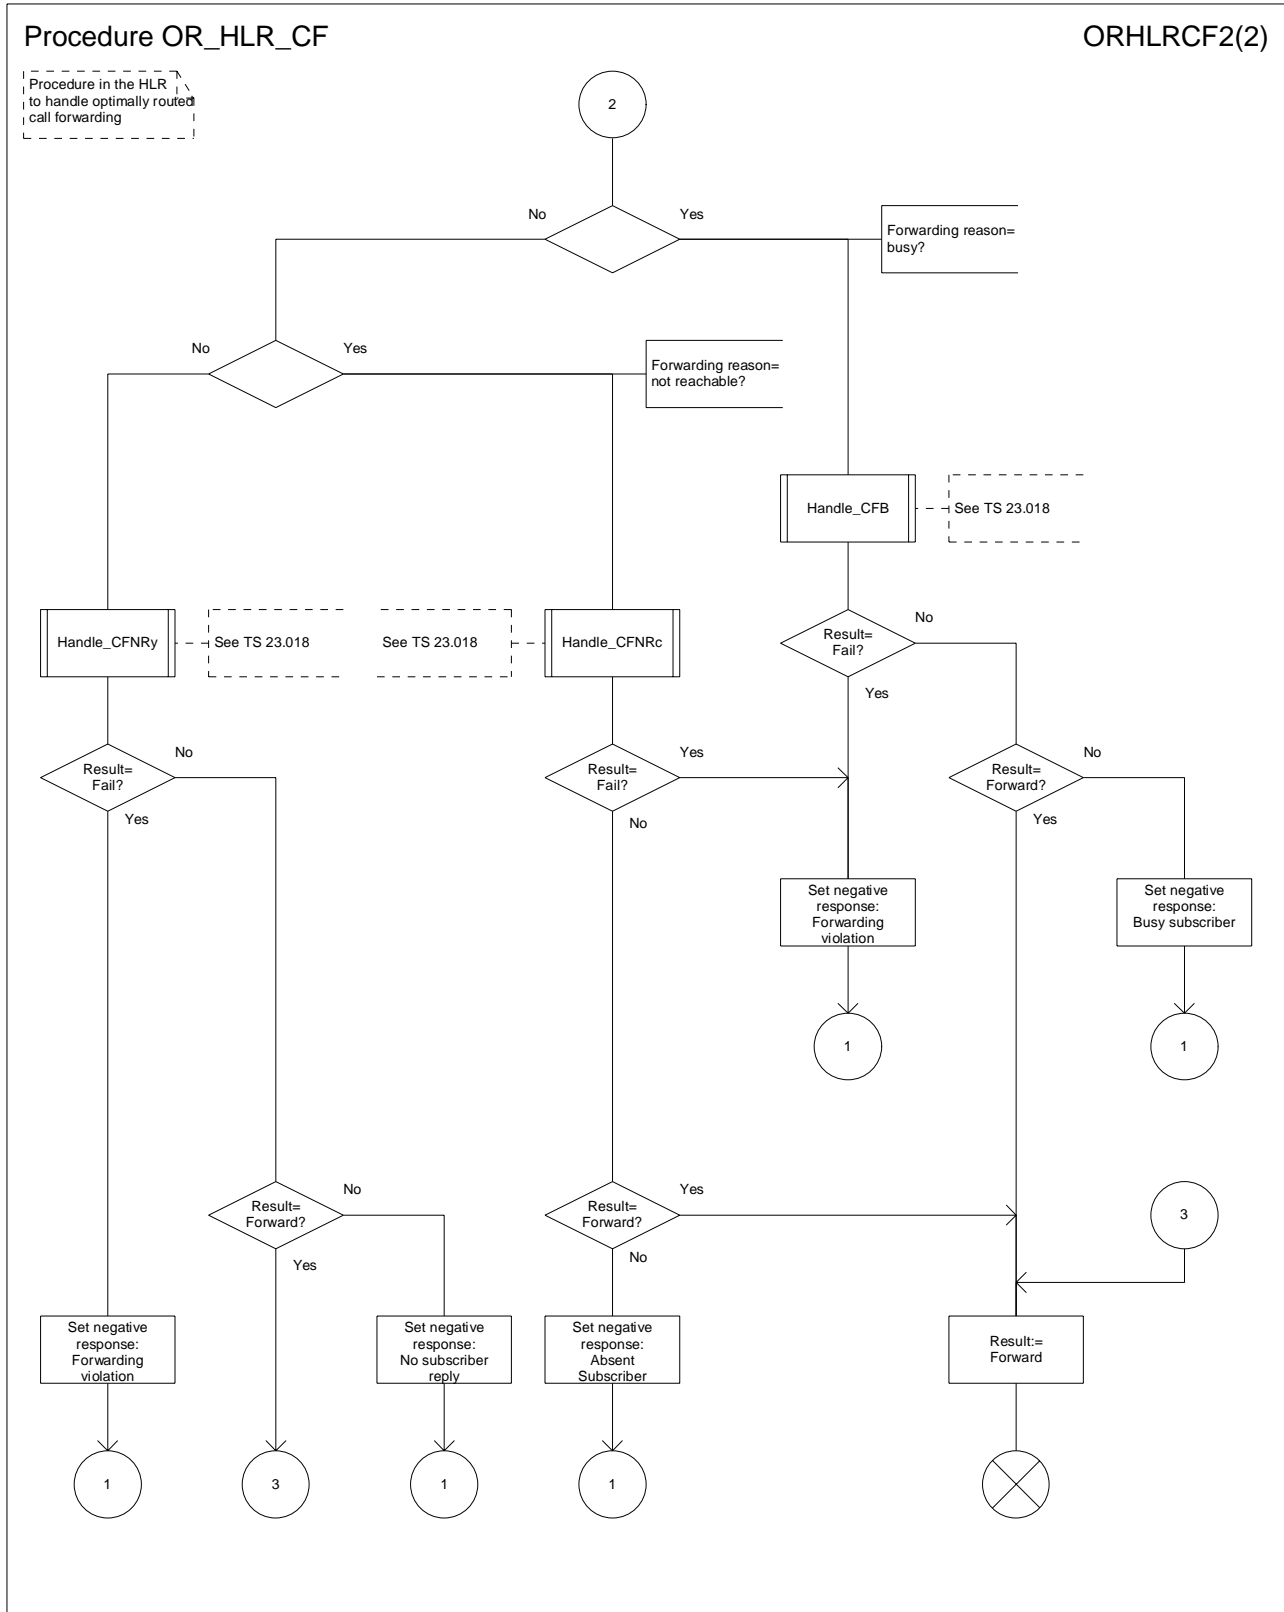 Procedure OR_HLR_CF
ORHLRCF2(2)
Procedure in the HLR
to handle optimally routed
call forwarding
2
No
Yes
Forwarding reason=
busy?
No
Yes
Forwarding reason=
not reachable?
Handle_CFB
See TS 23.018
Handle_CFNRy
See TS 23.018
See TS 23.018
Handle_CFNRc
Result=
Fail?
No
Yes
Result=
Fail?
No
Yes
Result=
Fail?
Yes
No
Result=
Forward?
No
Yes
Set negative
response:
Forwarding
violation
Set negative
response:
Busy subscriber
1
1
Result=
Forward?
No
Yes
Result=
Forward?
Yes
No
3
Set negative
response:
Forwarding
violation
Set negative
response:
No subscriber
reply
Set negative
response:
Absent
Subscriber
Result:=
Forward
1
3
1
1